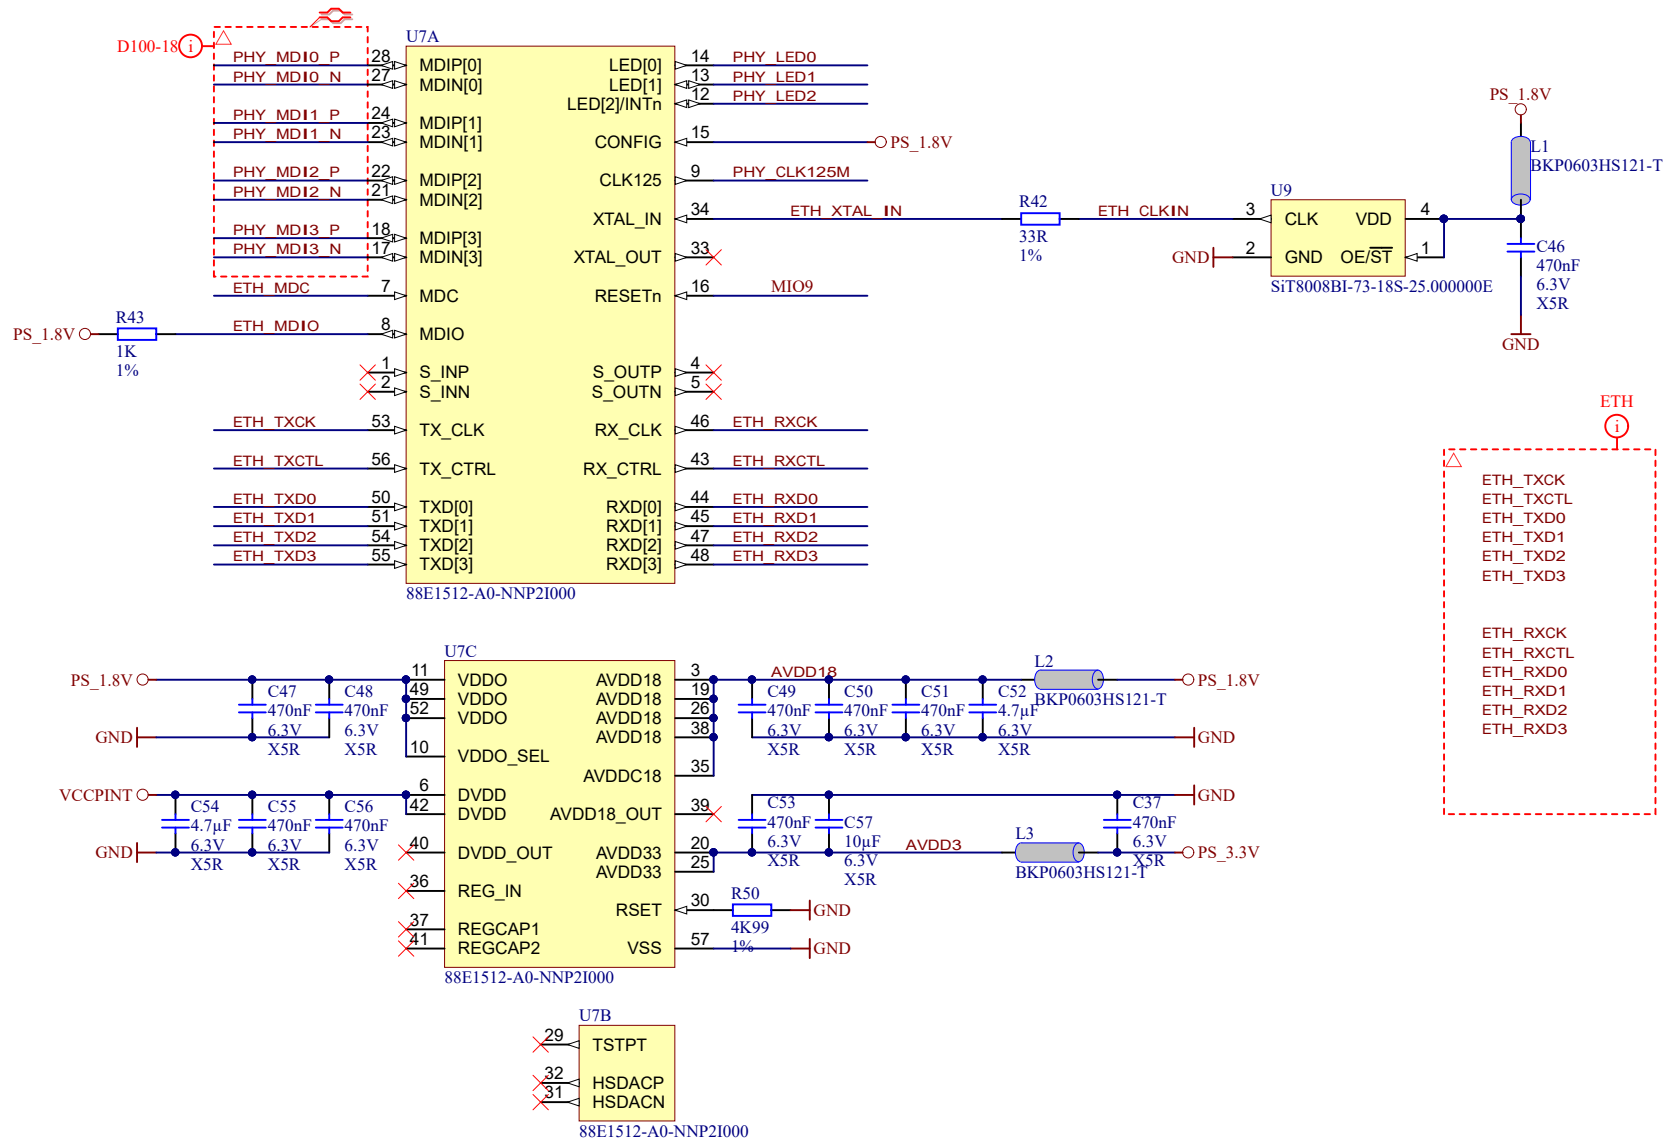 D100-18
i
U7A
PHY_MDI0_P 28 MDIP[0] LED[0] 14 PHY_LED0
PHY_MDI0_N 27 MDIN[0] LED[1] 13 PHY_LED1
LED[2]/INTn 12 PHY_LED2
PHY_MDI1_P 24 MDIP[1]
PHY_MDI1_N 23 MDIN[1] CONFIG 15 PS_1.8V
PHY_MDI2_P 22 MDIP[2] CLK125 9 PHY_CLK125M
PHY_MDI2_N 21 MDIN[2]
XTAL_IN 34 ETH_XTAL_IN
PHY_MDI3_P 18 MDIP[3]
PHY_MDI3_N 17 MDIN[3] XTAL_OUT 33
ETH_MDC 7 MDC RESETn 16 MIO9
PS_1.8V R43 ETH_MDIO 8 MDIO
1K
1%
1 S_INP S_OUTP 4
2 S_INN S_OUTN 5
ETH_TXCK 53 TX_CLK RX_CLK 46 ETH_RXCK
ETH_TXCTL 56 TX_CTRL RX_CTRL 43 ETH_RXCTL
ETH_TXD0 50 TXD[0] RXD[0] 44 ETH_RXD0
ETH_TXD1 51 TXD[1] RXD[1] 45 ETH_RXD1
ETH_TXD2 54 TXD[2] RXD[2] 47 ETH_RXD2
ETH_TXD3 55 TXD[3] RXD[3] 48 ETH_RXD3
88E1512-A0-NNP2I000
R42
33R
1%
ETH_CLKIN
U9
3 CLK VDD 4
GND 2 GND OE/ST 1
SiT8008BI-73-18S-25.000000E
PS_1.8V
L1
BKP0603HS121-T
C46
470nF
6.3V
X5R
GND
ETH
i
ETH_TXCK
ETH_TXCTL
ETH_TXD0
ETH_TXD1
ETH_TXD2
ETH_TXD3
ETH_RXCK
ETH_RXCTL
ETH_RXD0
ETH_RXD1
ETH_RXD2
ETH_RXD3
U7C
PS_1.8V 11 VDDO AVDD18 3 AVDD18 L2 PS_1.8V
49 VDDO AVDD18 19
52 VDDO AVDD18 26
GND AVDD18 38 GND
10 VDDO_SEL
AVDDC18 35
C47
470nF
6.3V
X5R
C48
470nF
6.3V
X5R
C49
470nF
6.3V
X5R
C50
470nF
6.3V
X5R
C51
470nF
6.3V
X5R
C52
4.7µF
6.3V
X5R
BKP0603HS121-T
VCCPINT 6 DVDD GND
42 DVDD AVDD18_OUT 39
GND 40 DVDD_OUT AVDD33 20 AVDD3 L3 PS_3.3V
AVDD33 25
36 REG_IN
RSET 30 R50 GND
37 REGCAP1
41 REGCAP2 VSS 57 GND
C54
4.7µF
6.3V
X5R
C55
470nF
6.3V
X5R
C56
470nF
6.3V
X5R
C53
470nF
6.3V
X5R
C57
10µF
6.3V
X5R
C37
470nF
6.3V
X5R
BKP0603HS121-T
4K99
1%
88E1512-A0-NNP2I000
U7B
29 TSTPT
32 HSDACP
31 HSDACN
88E1512-A0-NNP2I000